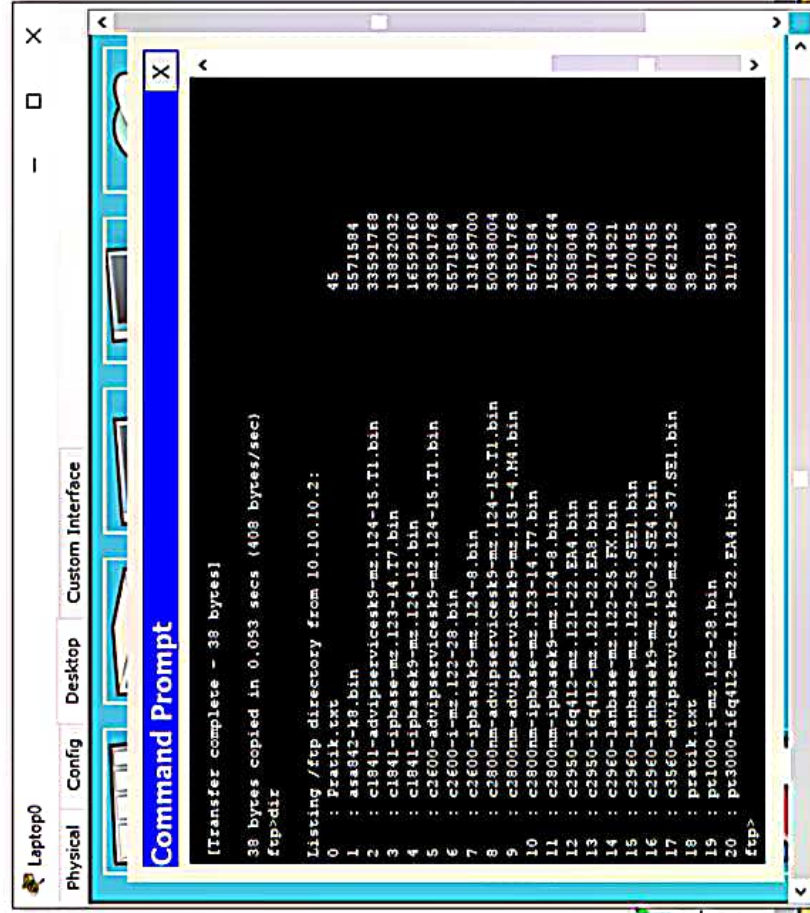 Laptop0
Physical Config Desktop Custom Interface
Command Prompt X
[Transfer complete - 38 bytes]
38 bytes copied in 0.093 secs (408 bytes/sec)
ftp>dir
Listing /ftp directory from 10.10.10.2:
0 : Pratik.txt 45
1 : asa842-k8.bin 5571584
2 : c1841-advipservicesk9-mz.124-15.T1.bin 33591768
3 : c1841-ipbase-mz.123-14.T7.bin 13832032
4 : c1841-ipbasek9-mz.124-12.bin 16599160
5 : c2600-advipservicesk9-mz.124-15.T1.bin 33591768
6 : c2600-i-mz.122-28.bin 5571584
7 : c2600-ipbasek9-mz.124-8.bin 13169700
8 : c2800nm-advipservicesk9-mz.124-15.T1.bin 50938004
9 : c2800nm-advipservicesk9-mz.151-4.M4.bin 33591768
10 : c2800nm-ipbase-mz.123-14.T7.bin 5571584
11 : c2800nm-ipbasek9-mz.124-8.bin 15522644
12 : c2950-i6q4l2-mz.121-22.EA4.bin 3058048
13 : c2950-i6q4l2-mz.121-22.EA8.bin 3117390
14 : c2960-lanbase-mz.122-25.FX.bin 4414921
15 : c2960-lanbase-mz.122-25.SEE1.bin 4670455
16 : c2960-lanbasek9-mz.150-2.SE4.bin 4670455
17 : c3560-advipservicesk9-mz.122-37.SE1.bin 8662192
18 : pratik.txt 38
19 : pt1000-i-mz.122-28.bin 5571584
20 : pt3000-i6q4l2-mz.121-22.EA4.bin 3117390
ftp>